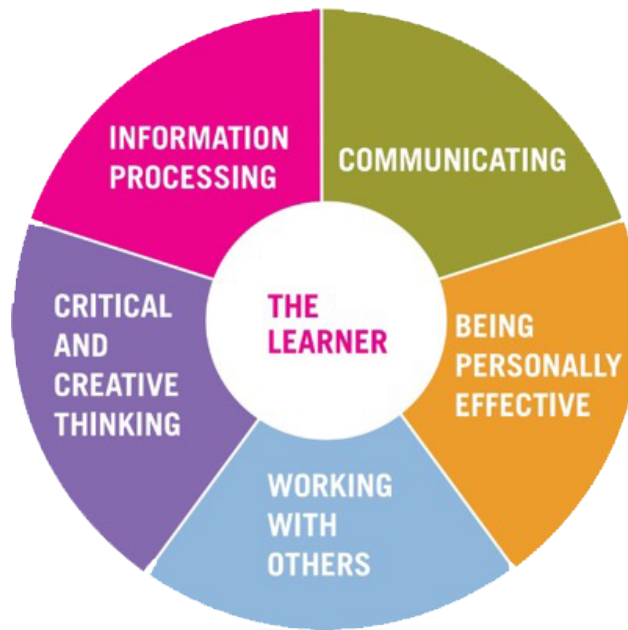 INFORMATION
PROCESSING
COMMUNICATING
BEING
PERSONALLY
EFFECTIVE
WORKING
WITH
OTHERS
CRITICAL
AND
CREATIVE
THINKING
THE
LEARNER